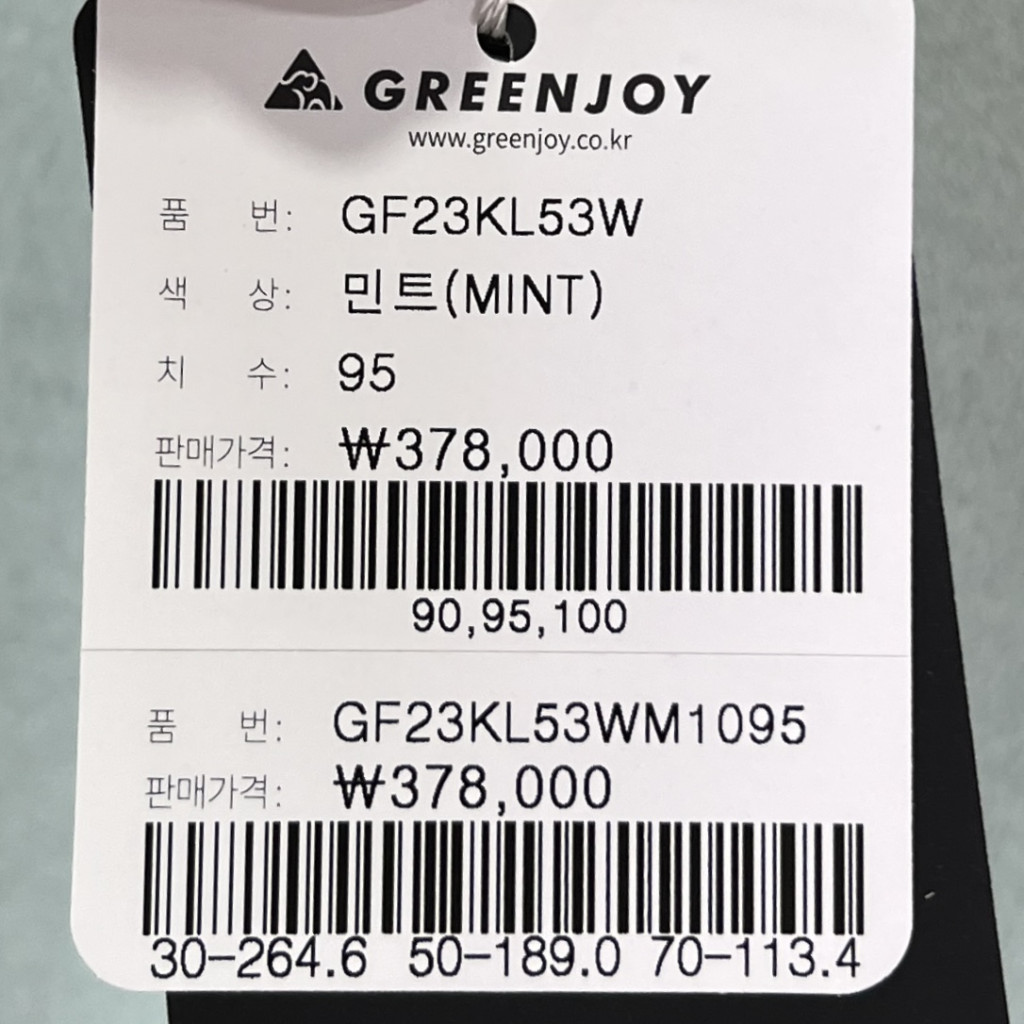 GREENJOY
www.greenjoy.co.kr
품 번: GF23KL53W
색 상: 민트(MINT)
치 수: 95
판매가격: ₩378,000
90,95,100
품 번: GF23KL53WM1095
판매가격: ₩378,000
30-264.6 50-189.0 70-113.4